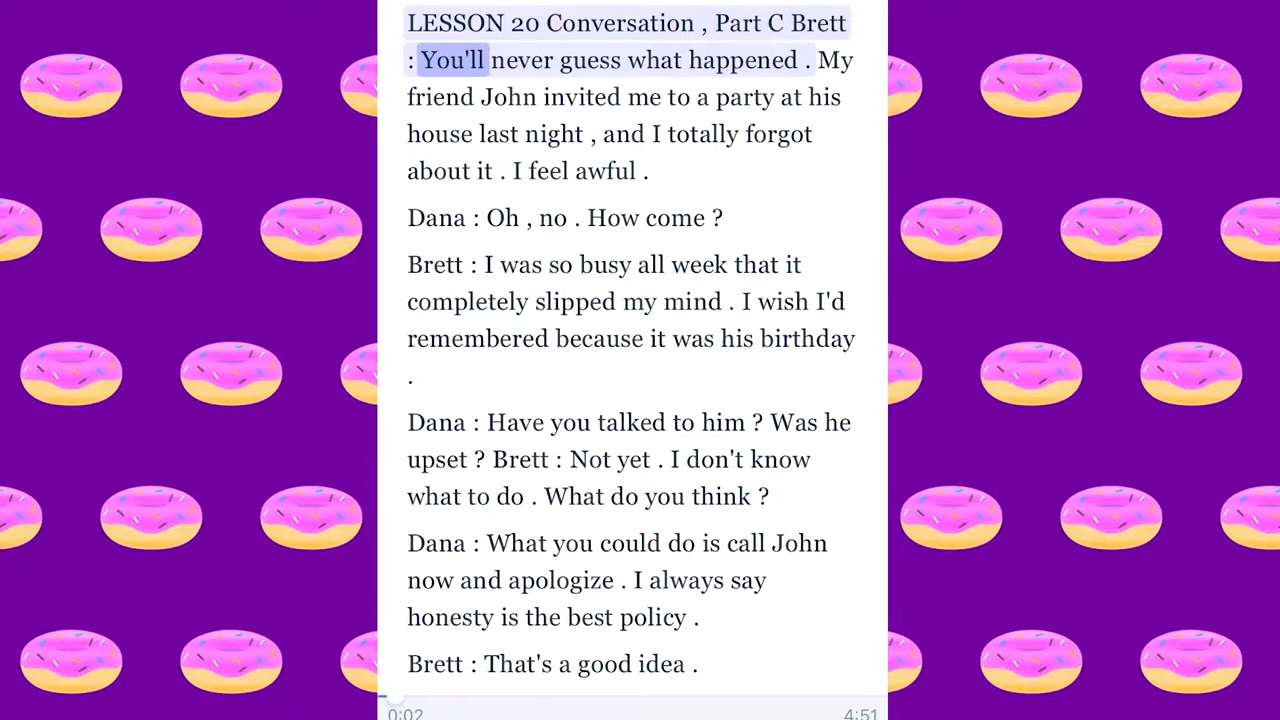 LESSON 20 Conversation , Part C Brett
: You'll never guess what happened . My
friend John invited me to a party at his
house last night , and I totally forgot
about it . I feel awful .
Dana : Oh , no . How come ?
Brett : I was so busy all week that it
completely slipped my mind . I wish I'd
remembered because it was his birthday
.
Dana : Have you talked to him ? Was he
upset ? Brett : Not yet . I don't know
what to do . What do you think ?
Dana : What you could do is call John
now and apologize . I always say
honesty is the best policy .
Brett : That's a good idea .
0:02 4:51